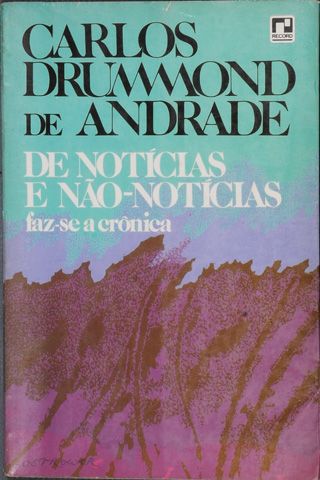 RECORD
CARLOS
DRUMMOND
DE ANDRADE
DE NOTÍCIAS
E NÃO-NOTÍCIAS
faz-se a crônica